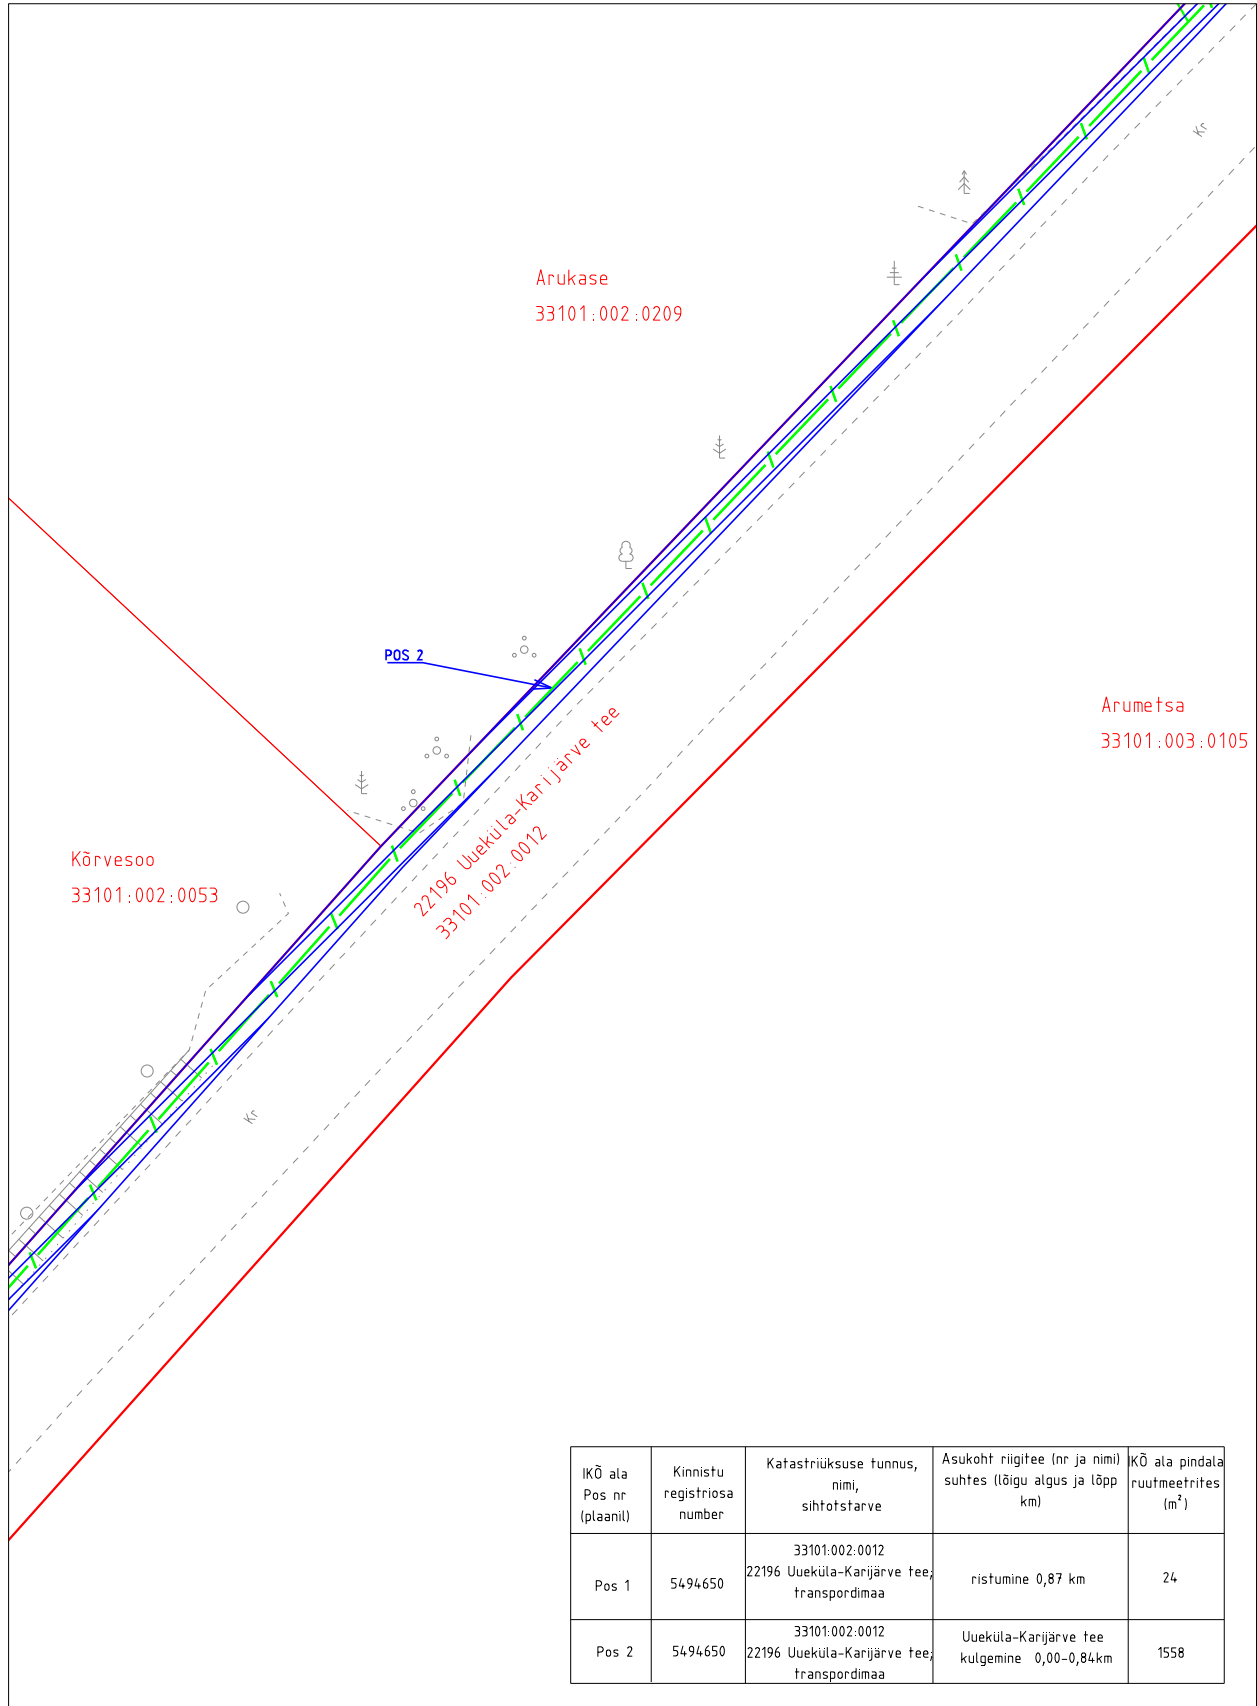 Kr
Arukase
33101:002:0209
POS 2
Arumetsa
33101:003:0105
22196 Uueküla-Karijärve tee
33101:002:0012
Kõrvesoo
33101:002:0053
Kr
IKÕ ala
Pos nr
(plaanil)
Kinnistu
registriosa
number
Katastriüksuse tunnus,
nimi,
sihtotstarve
Asukoht riigitee (nr ja nimi)
suhtes (lõigu algus ja lõpp
km)
IKÕ ala pindala
ruutmeetrites
(m²)
Pos 1
5494650
33101:002:0012
22196 Uueküla-Karijärve tee;
transpordimaa
ristumine 0,87 km
24
Pos 2
5494650
33101:002:0012
22196 Uueküla-Karijärve tee;
transpordimaa
Uueküla-Karijärve tee
kulgemine 0,00-0,84km
1558